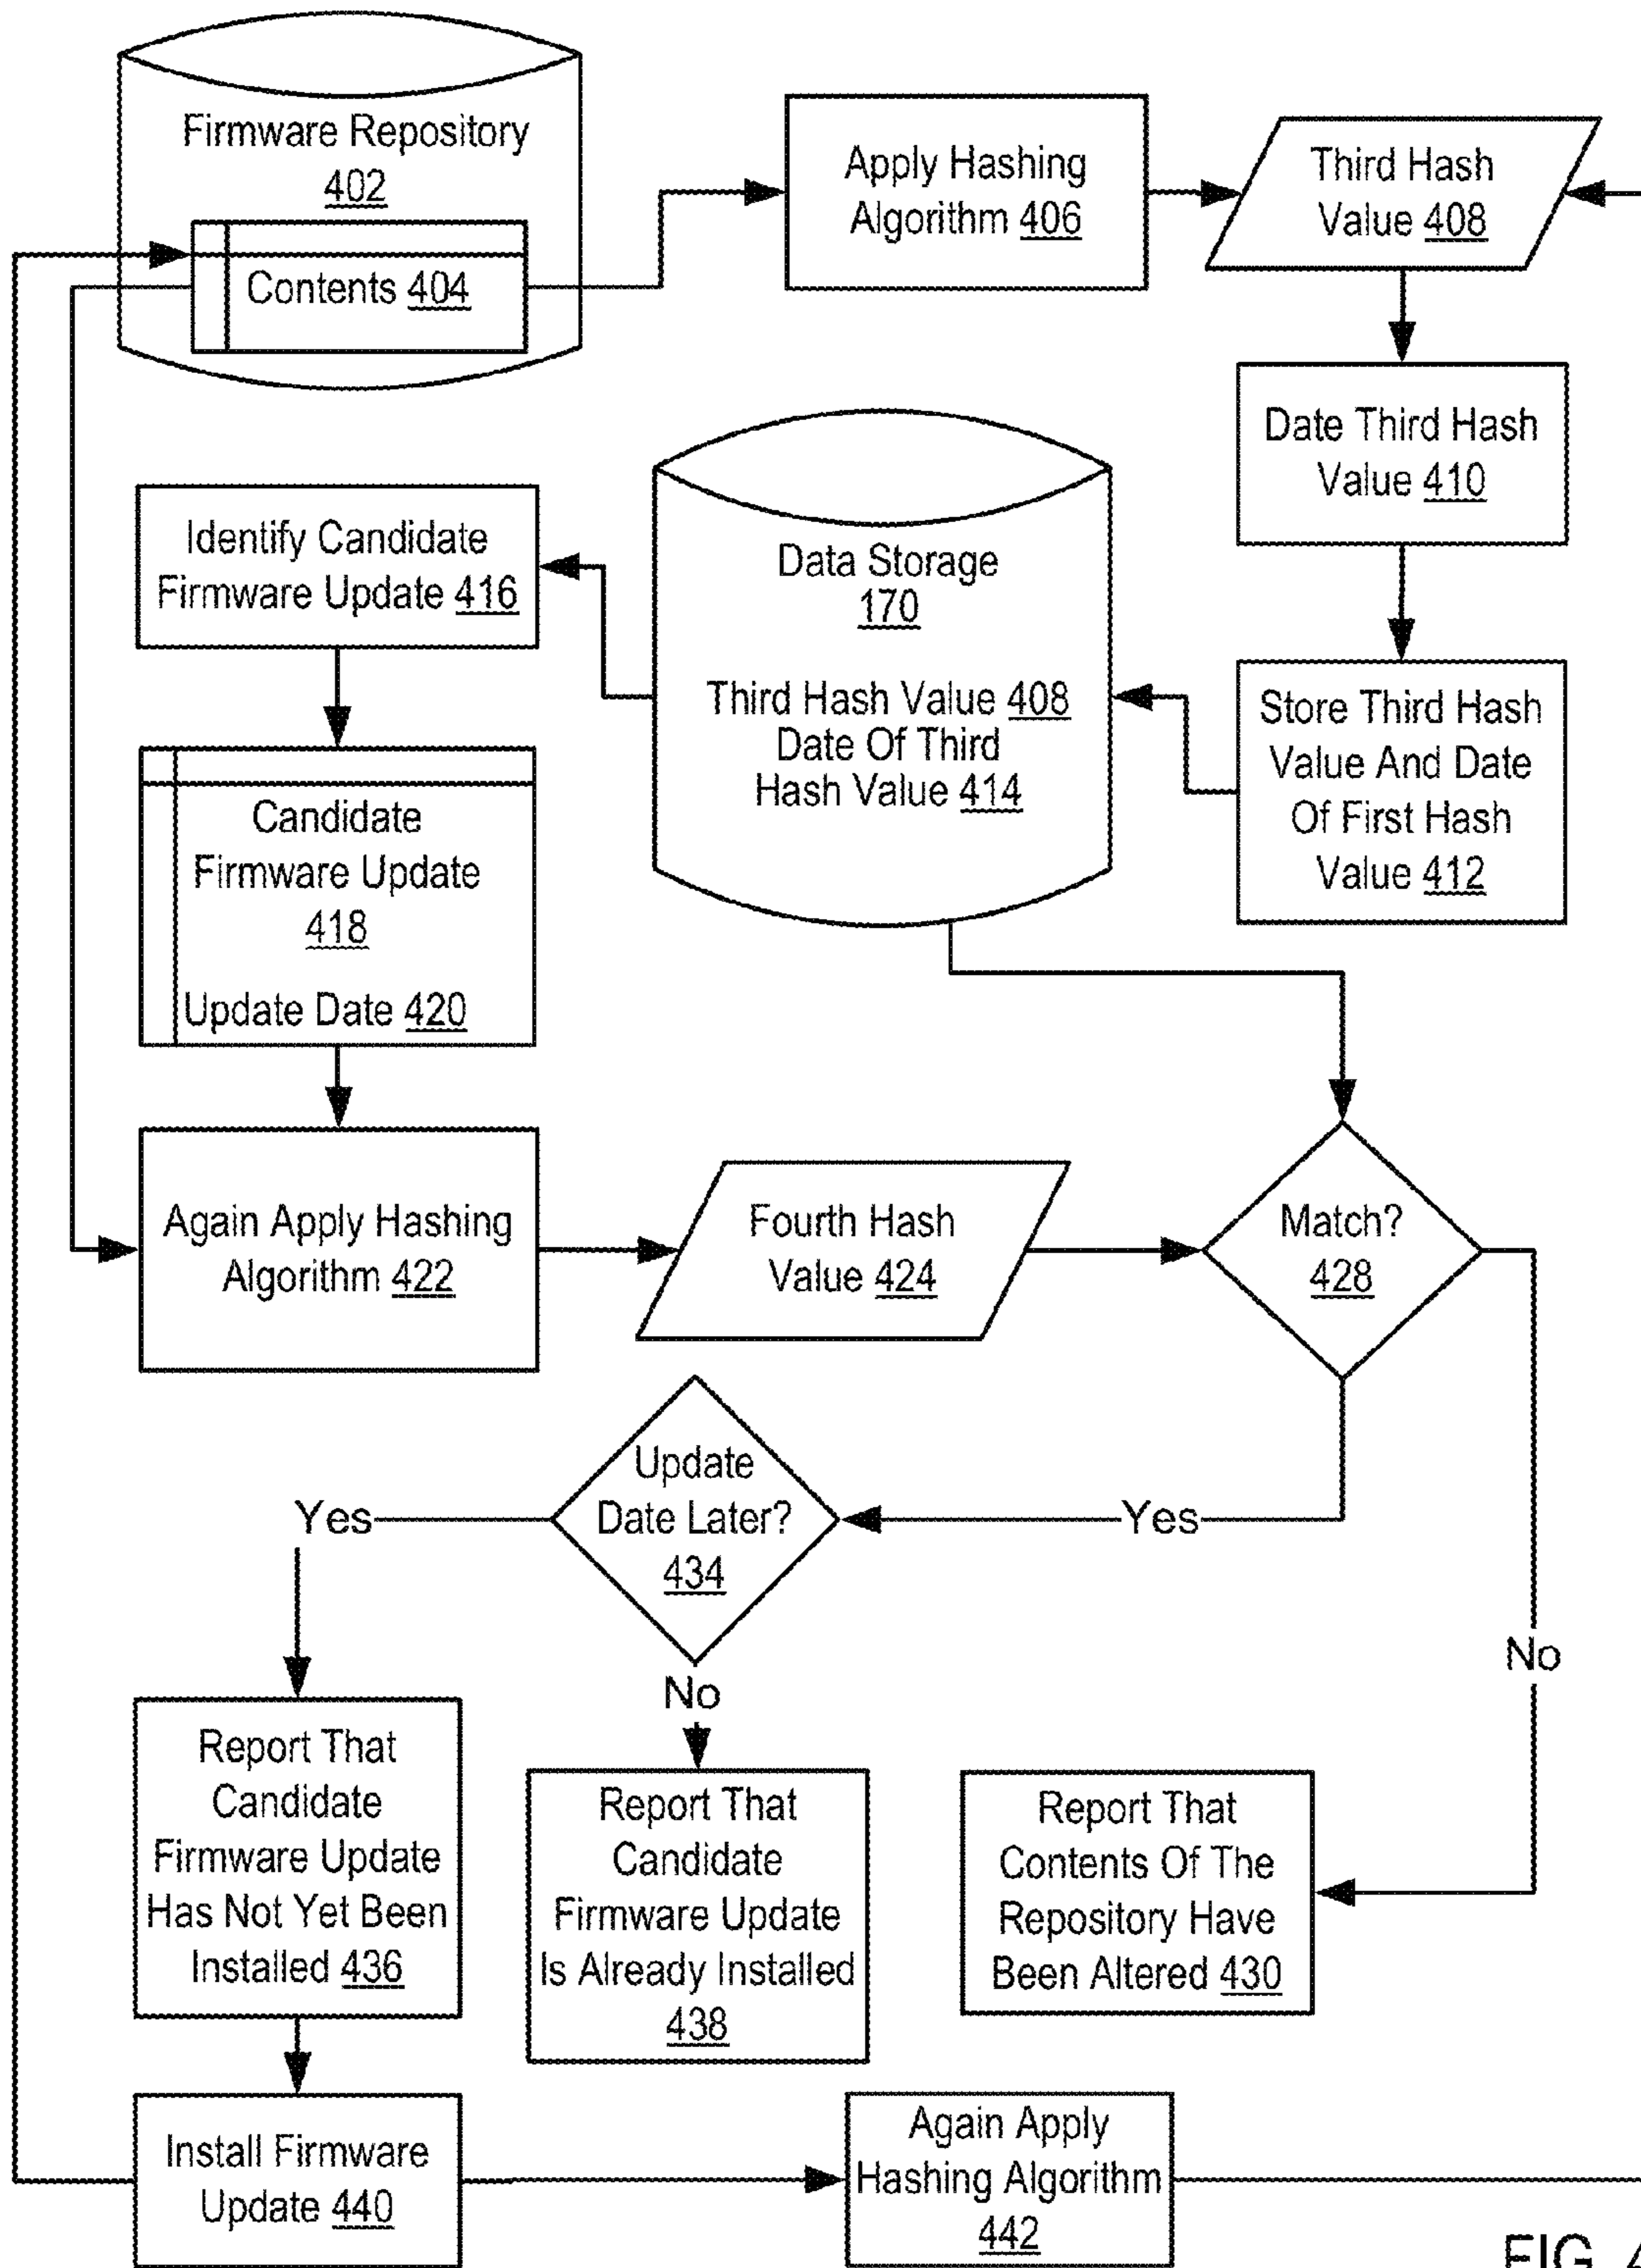 Firmware Repository
402
Contents 404
Apply Hashing
Algorithm 406
Third Hash
Value 408
Date Third Hash
Value 410
Store Third Hash
Value And Date
Of First Hash
Value 412
Data Storage
170
Third Hash Value 408
Date Of Third
Hash Value 414
Identify Candidate
Firmware Update 416
Candidate
Firmware Update
418
Update Date 420
Again Apply Hashing
Algorithm 422
Fourth Hash
Value 424
Match?
428
Yes
No
Update
Date Later?
434
Yes
No
Report That
Candidate
Firmware Update
Has Not Yet Been
Installed 436
Report That
Candidate
Firmware Update
Is Already Installed
438
Report That
Contents Of The
Repository Have
Been Altered 430
Install Firmware
Update 440
Again Apply
Hashing Algorithm
442
FIG. 4